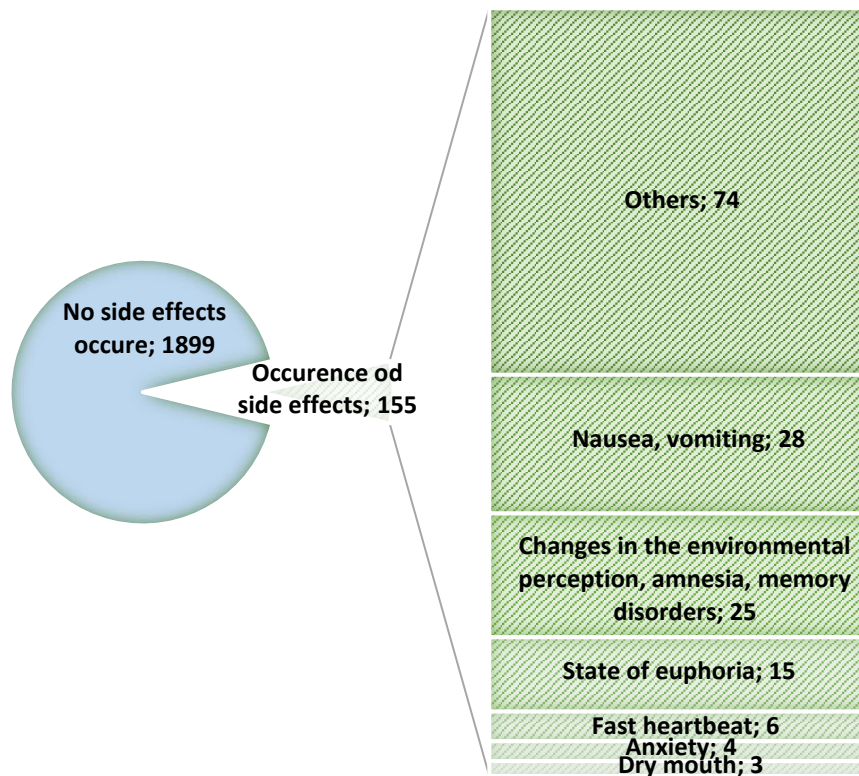 No side effects
occure; 1899
Occurence od
side effects; 155
Others; 74
Nausea, vomiting; 28
Changes in the environmental
perception, amnesia, memory
disorders; 25
State of euphoria; 15
Fast heartbeat; 6
Anxiety; 4
Dry mouth; 3